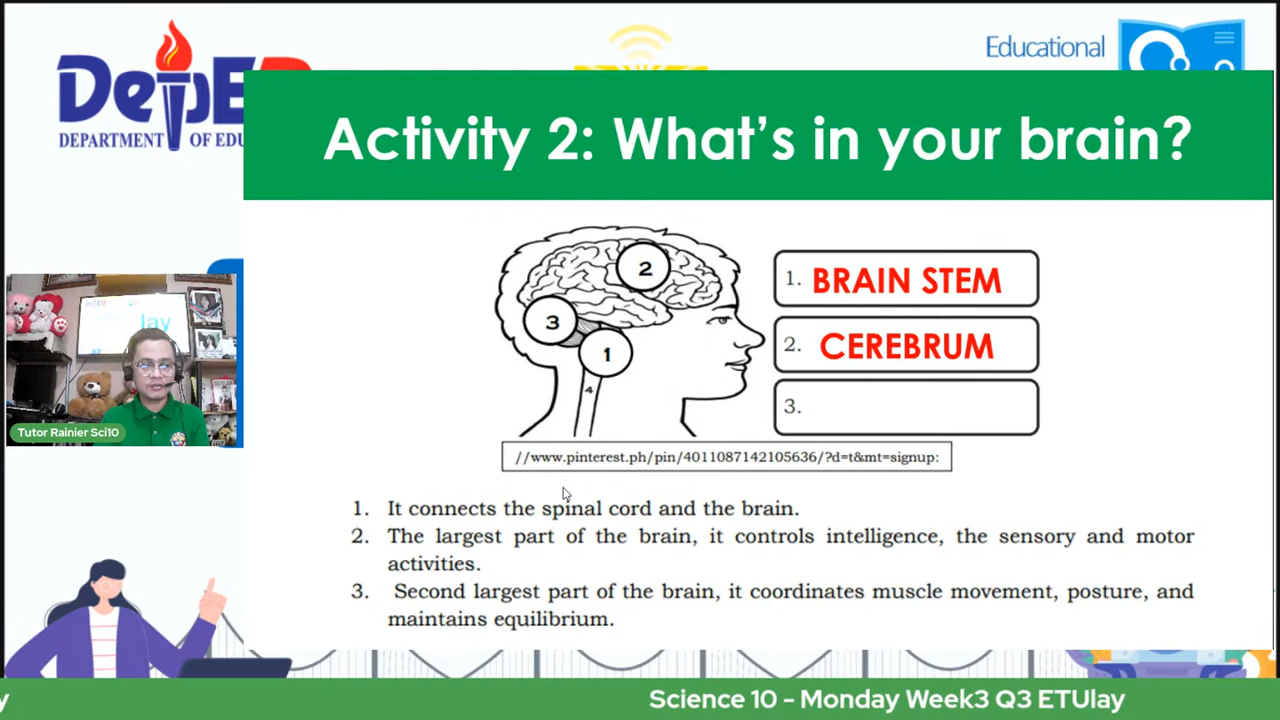 DepED
DEPARTMENT OF EDU
Educational
Activity 2: What's in your brain?
2
3
1
4
1. BRAIN STEM
2. CEREBRUM
3.
//www.pinterest.ph/pin/4011087142105636/?d=t&mt=signup:
1. It connects the spinal cord and the brain.
2. The largest part of the brain, it controls intelligence, the sensory and motor
activities.
3. Second largest part of the brain, it coordinates muscle movement, posture, and
maintains equilibrium.
lay
Tutor Rainier Sci10
y
Science 10 - Monday Week3 Q3 ETUlay